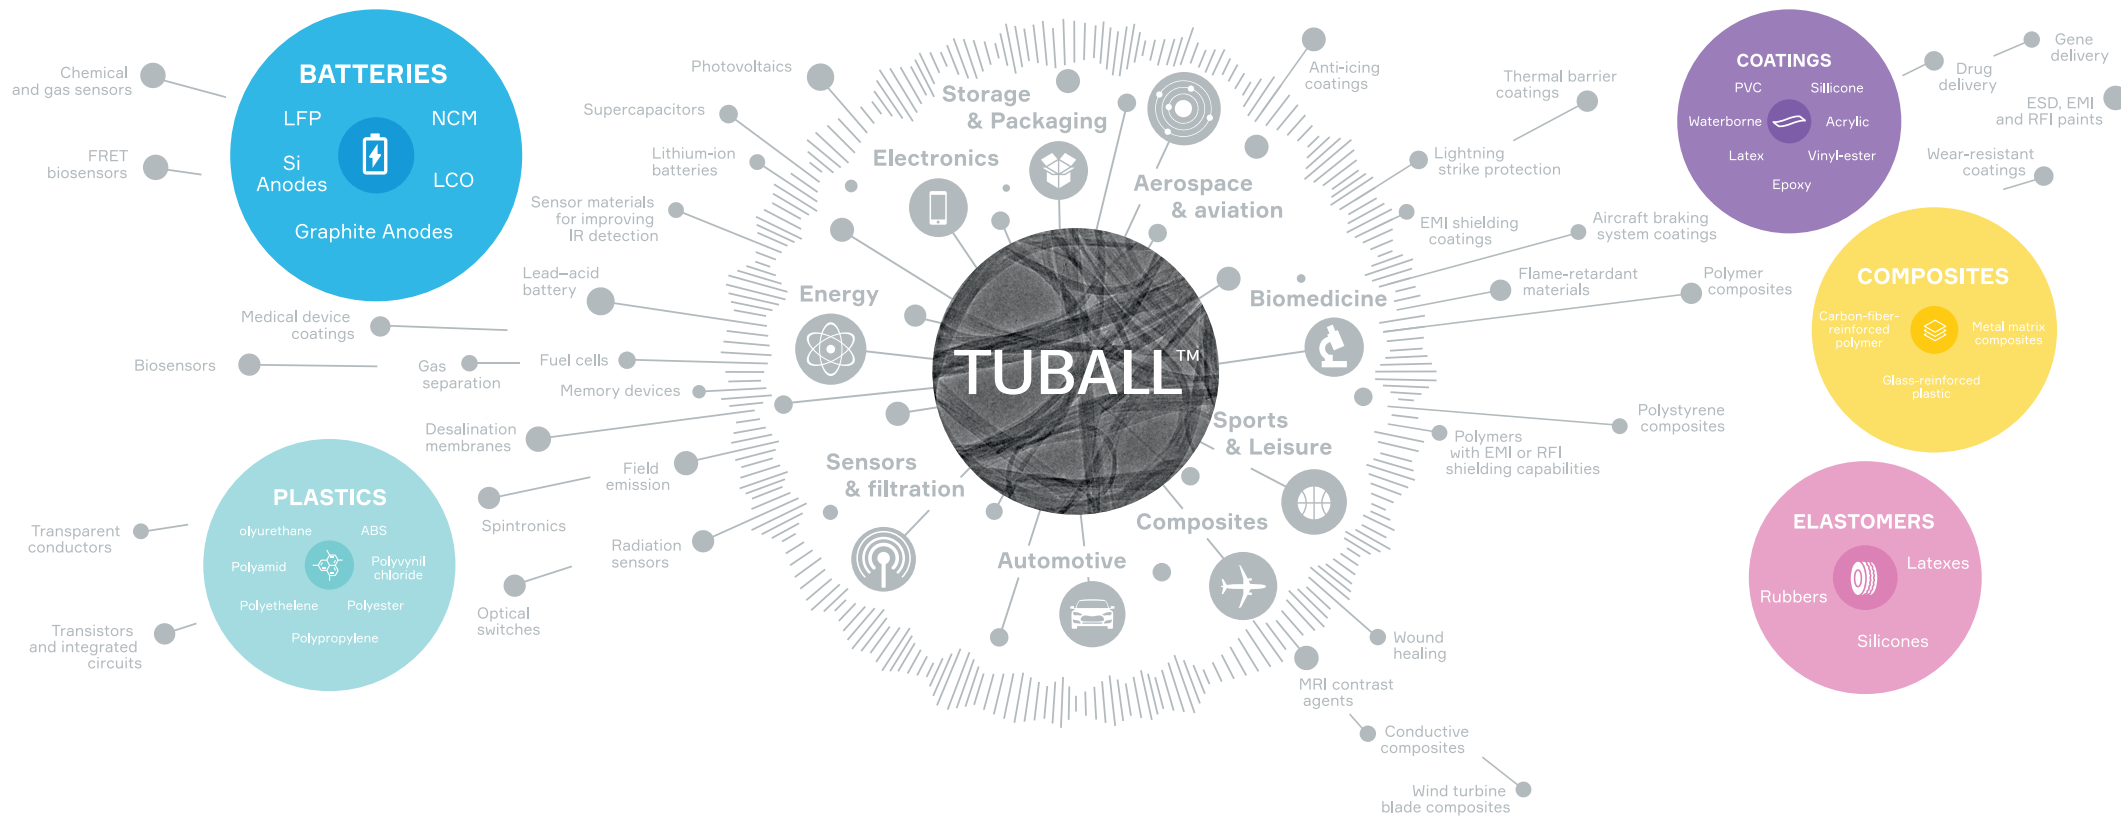 BATTERIES
LFP
NCM
Si
Anodes
LCO
Graphite Anodes
Chemical
and gas sensors
FRET
biosensors
Medical device
coatings
Biosensors
Gas
separation
Photovoltaics
Supercapacitors
Lithium-ion
batteries
Sensor materials
for improving
IR detection
Lead–acid
battery
Fuel cells
Memory devices
Desalination
membranes
Field
emission
Spintronics
Radiation
sensors
Optical
switches
PLASTICS
olyurethane
ABS
Polyamid
Polyvynil
chloride
Polyethelene
Polyester
Polypropylene
Transparent
conductors
Transistors
and integrated
circuits
Storage
& Packaging
Electronics
Aerospace
& aviation
Energy
Biomedicine
TUBALL™
Sports
& Leisure
Sensors
& filtration
Composites
Automotive
Anti-icing
coatings
Thermal barrier
coatings
Lightning
strike protection
EMI shielding
coatings
Aircraft braking
system coatings
Flame-retardant
materials
Polymer
composites
Polystyrene
composites
Polymers
with EMI or RFI
shielding capabilities
Wound
healing
MRI contrast
agents
Conductive
composites
Wind turbine
blade composites
COATINGS
PVC
Sillicone
Waterborne
Acrylic
Latex
Vinyl-ester
Epoxy
Gene
delivery
Drug
delivery
ESD, EMI
and RFI paints
Wear-resistant
coatings
COMPOSITES
Carbon-fiber-
reinforced
polymer
Metal matrix
composites
Glass-reinforced
plastic
ELASTOMERS
Latexes
Rubbers
Silicones